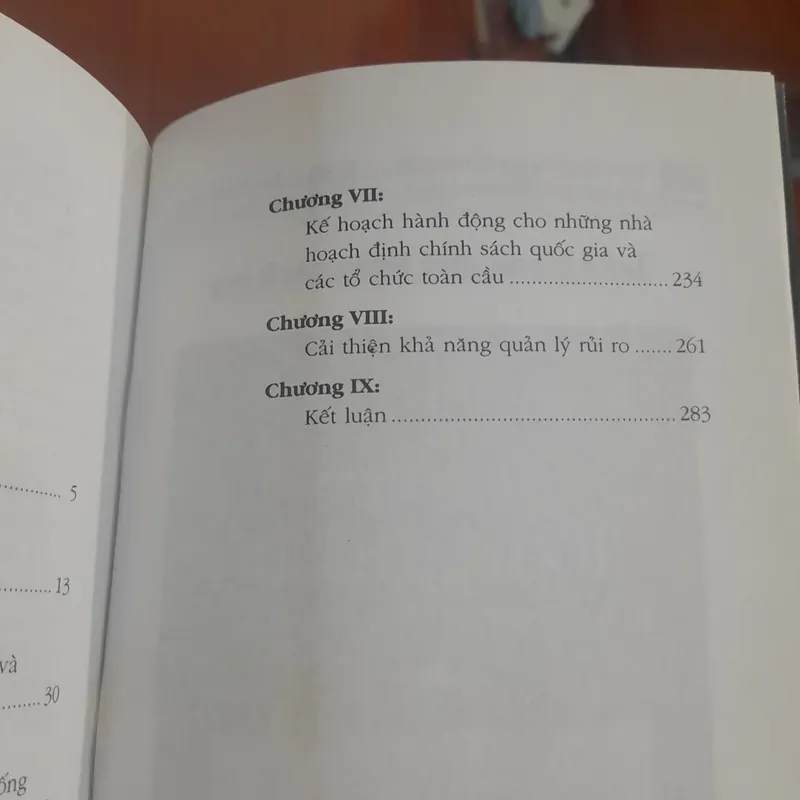 ............. 5
............ 13
và
......... 30
ống
Chương VII:
Kế hoạch hành động cho những nhà
hoạch định chính sách quốc gia và
các tổ chức toàn cầu ............................. 234
Chương VIII:
Cải thiện khả năng quản lý rủi ro ....... 261
Chương IX:
Kết luận .................................................... 283